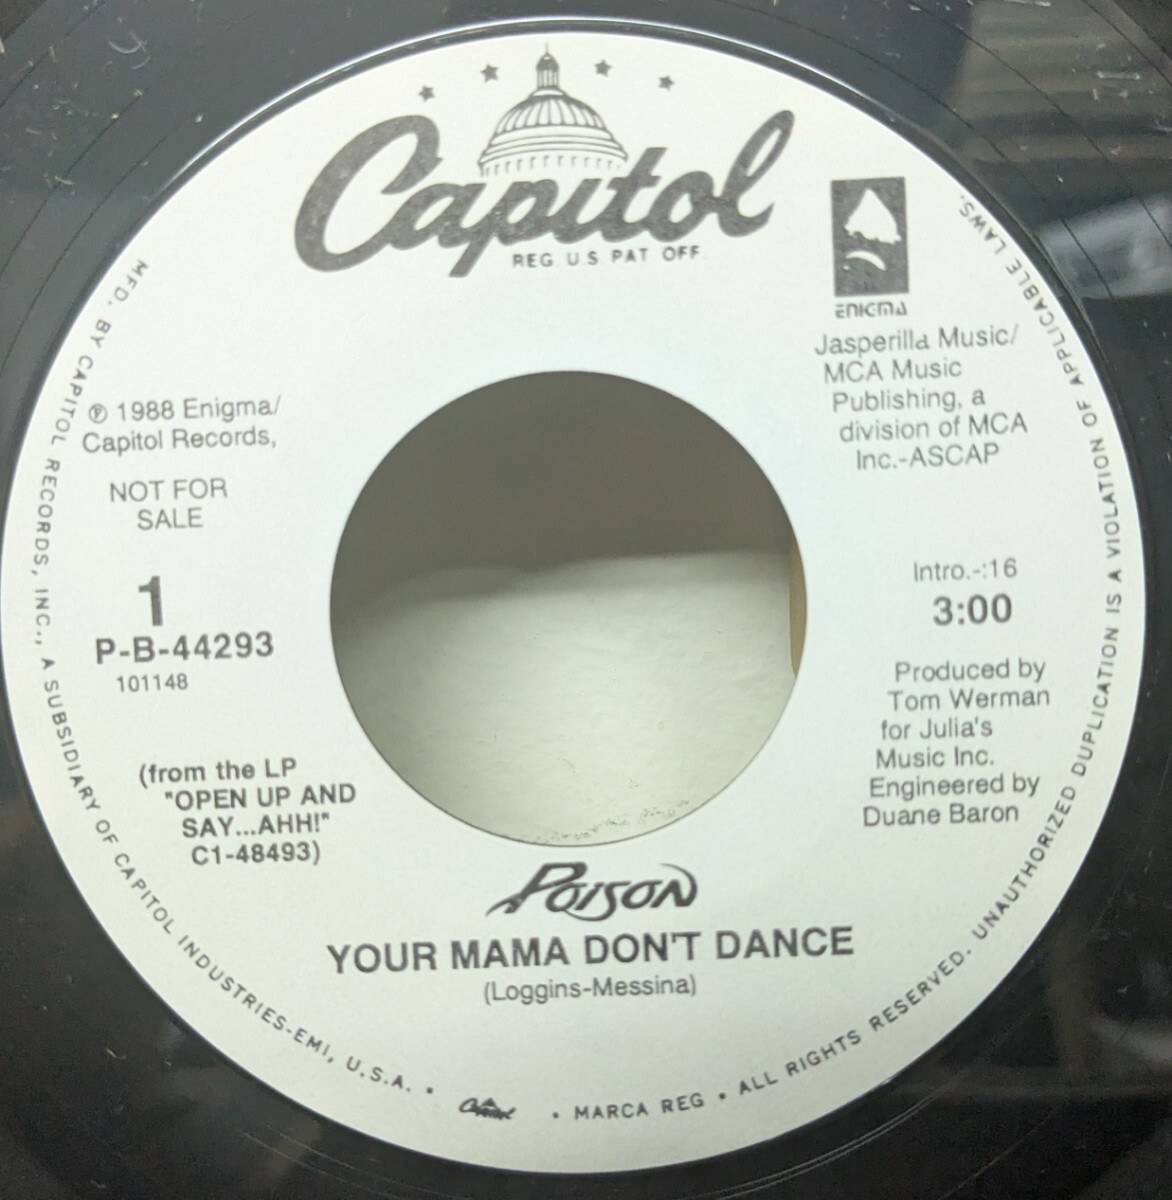 Capitol
REG. U.S. PAT. OFF.
ENIGMA
Jasperilla Music/
MCA Music
Publishing, a
division of MCA
Inc.-ASCAP
℗ 1988 Enigma/
Capitol Records,
NOT FOR
SALE
1
P-B-44293
101148
Intro.-:16
3:00
Produced by
Tom Werman
for Julia's
Music Inc.
Engineered by
Duane Baron
(from the LP
"OPEN UP AND
SAY...AHH!"
C1-48493)
POISON
YOUR MAMA DON'T DANCE
(Loggins-Messina)
MFD. BY CAPITOL RECORDS, INC., A SUBSIDIARY OF CAPITOL INDUSTRIES-EMI, U.S.A. • Capitol • MARCA REG • ALL RIGHTS RESERVED. UNAUTHORIZED DUPLICATION IS A VIOLATION OF APPLICABLE LAWS.